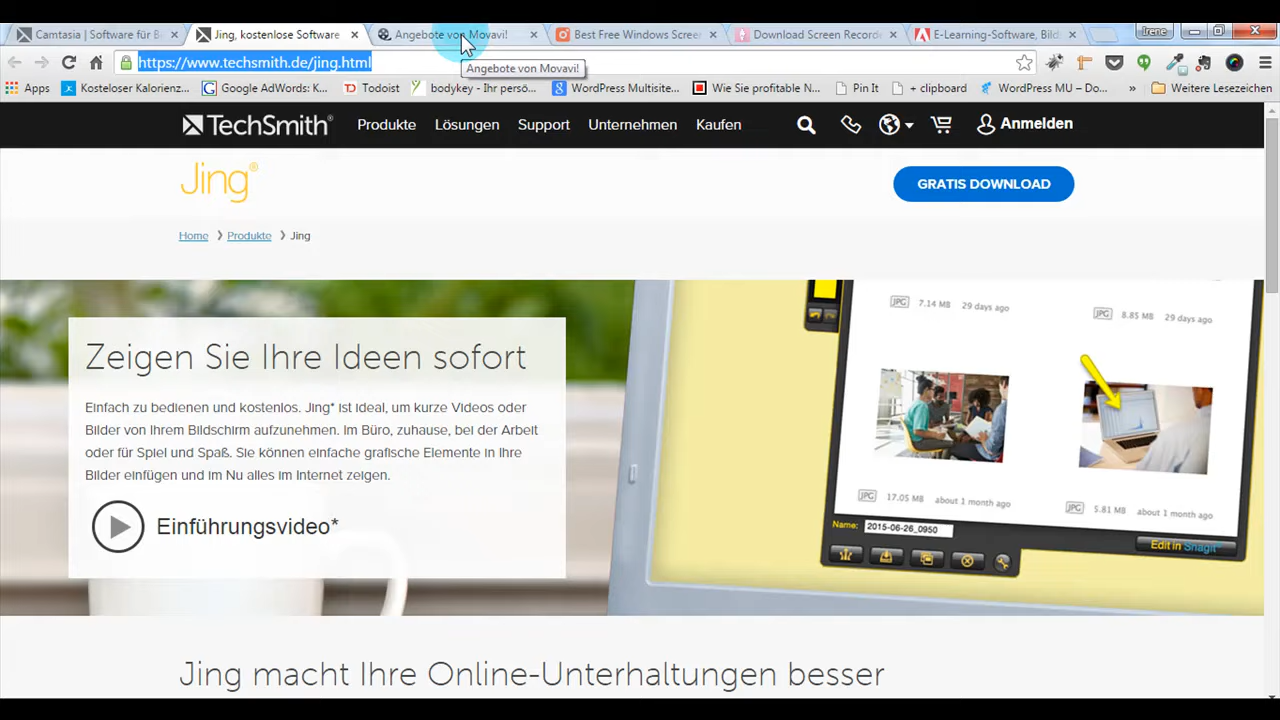 Camtasia | Software für B
Jing, kostenlose Software
Angebote von Movavi!
Best Free Windows Scree
Download Screen Recorde
E-Learning-Software, Bild
Irene
https://www.techsmith.de/jing.html
Angebote von Movavi!
Apps
Kostenloser Kalenderz...
Google AdWords: K...
Todoist
bodykey - Ihr persö...
WordPress Multisite...
Wie Sie profitable N...
Pin It
+ clipboard
WordPress MU – Do...
»
Weitere Lesezeichen
TechSmith®
Produkte
Lösungen
Support
Unternehmen
Kaufen
Anmelden
Jing®
GRATIS DOWNLOAD
Home ❯ Produkte ❯ Jing
JPG 7.14 MB 29 days ago
JPG 8.85 MB 29 days ago
Zeigen Sie Ihre Ideen sofort
Einfach zu bedienen und kostenlos. Jing* ist ideal, um kurze Videos oder
Bilder von Ihrem Bildschirm aufzunehmen. Im Büro, zuhause, bei der Arbeit
oder für Spiel und Spaß. Sie können einfache grafische Elemente in Ihre
Bilder einfügen und im Nu alles im Internet zeigen.
Einführungsvideo*
JPG 17.05 MB about 1 month ago
JPG 5.81 MB about 1 month ago
Name: 2015-06-26_0950
Edit in Snagit
Jing macht Ihre Online-Unterhaltungen besser